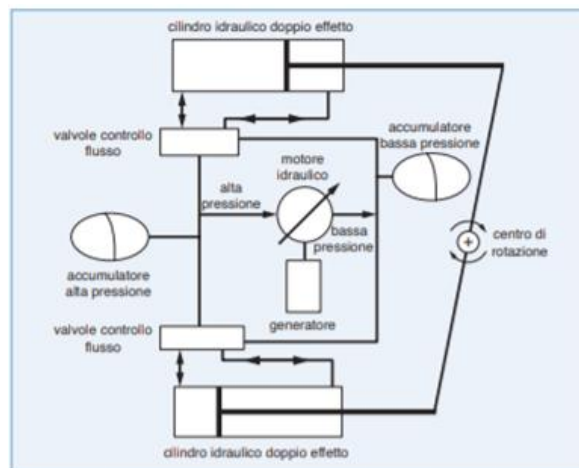 cilindro idraulico doppio effetto
valvole controllo
flusso
accumulatore
bassa pressione
motore
idraulico
alta
pressione
bassa
pressione
centro di
rotazione
accumulatore
alta pressione
generatore
valvole controllo
flusso
cilindro idraulico doppio effetto